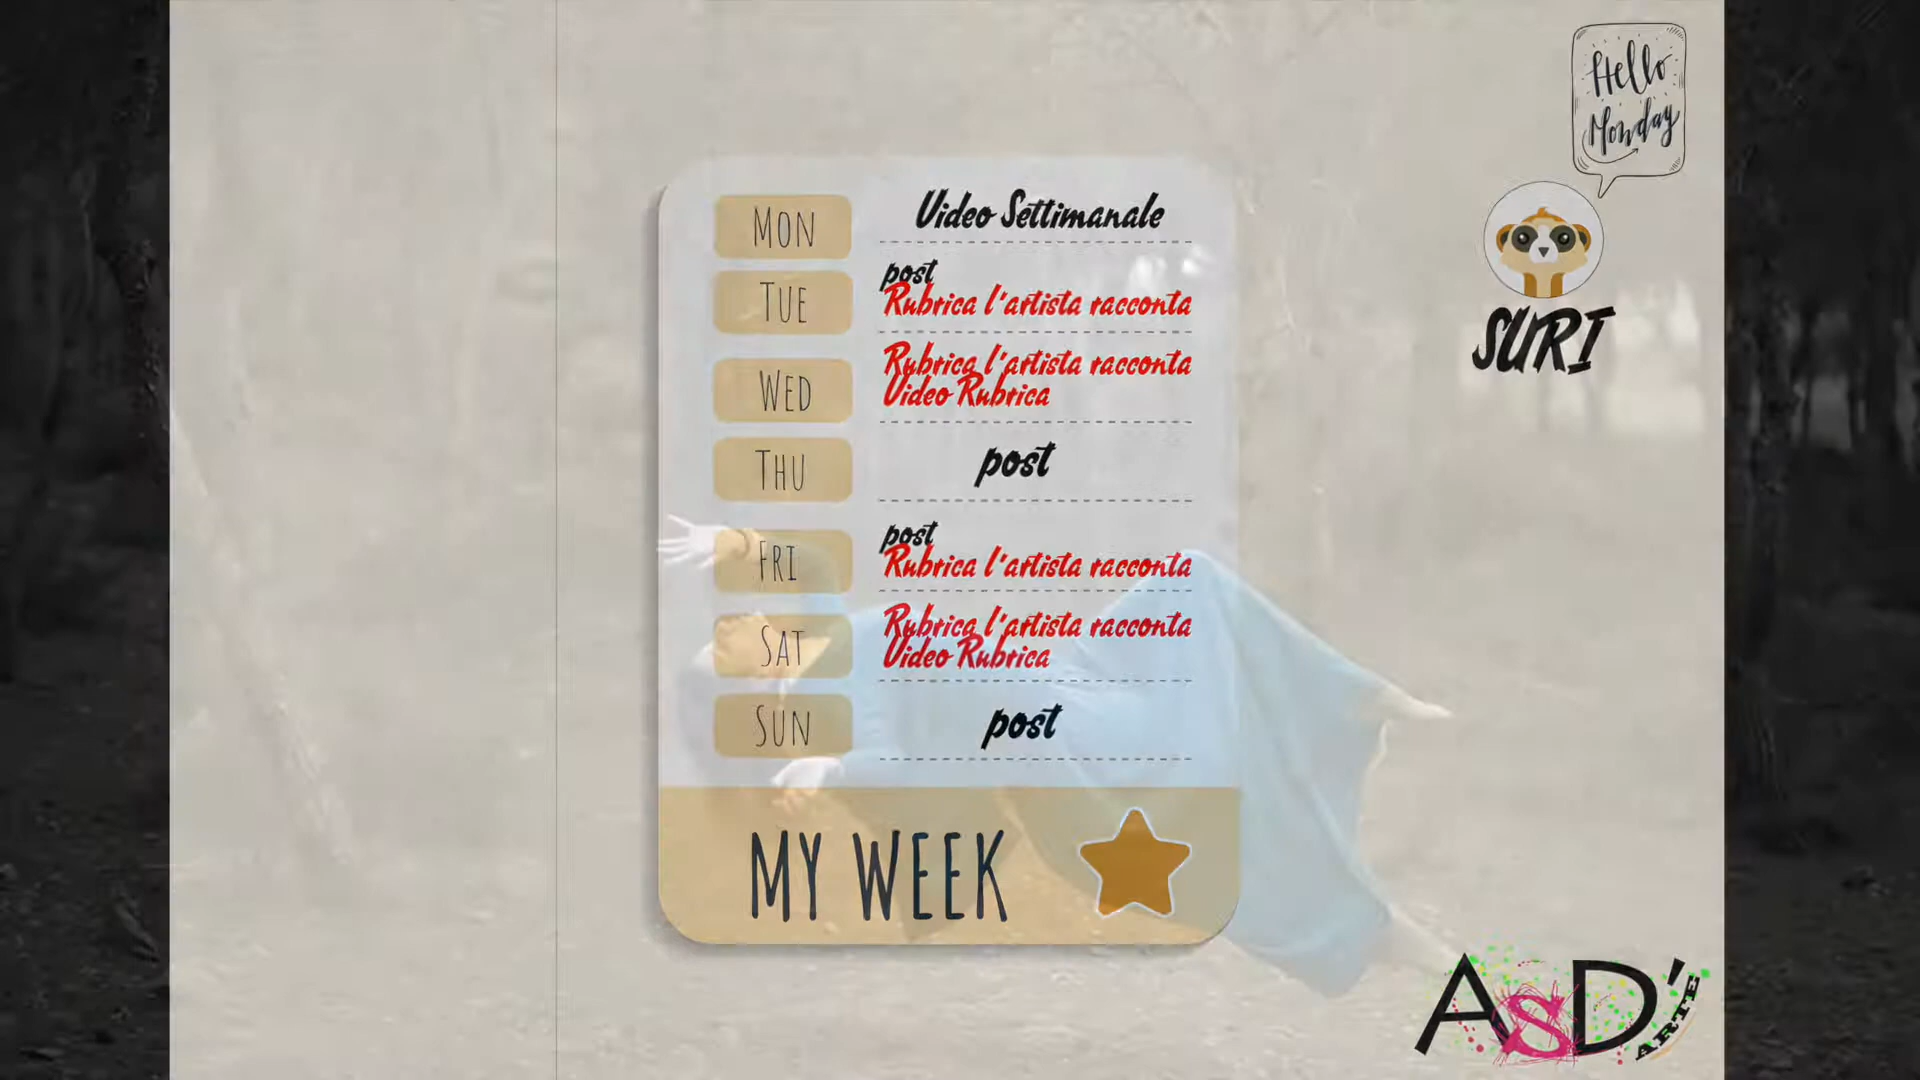 Hello
Monday
SURI
MON
Video Settimanale
TUE
post
Rubrica l'artista racconta
WED
Rubrica l'artista racconta
Video Rubrica
THU
post
FRI
post
Rubrica l'artista racconta
SAT
Rubrica l'artista racconta
Video Rubrica
SUN
post
MY WEEK
ASD'
ARTE